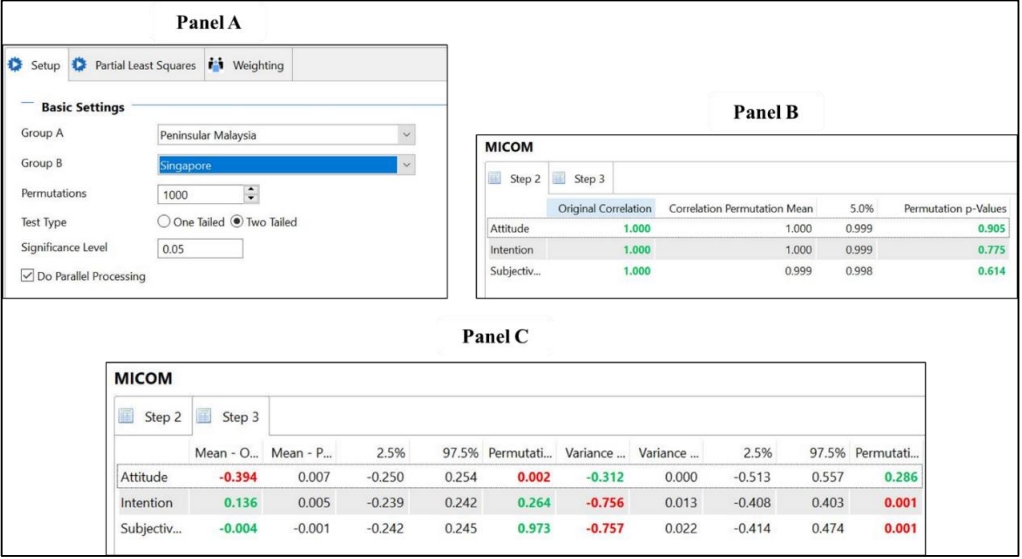 Panel A
Setup Partial Least Squares Weighting
Basic Settings
Group A Peninsular Malaysia
Group B Singapore
Permutations 1000
Test Type One Tailed Two Tailed
Significance Level 0.05
Do Parallel Processing
Panel B
MICOM
Step 2 Step 3
Original Correlation Correlation Permutation Mean 5.0% Permutation p-Values
Attitude 1.000 1.000 0.999 0.905
Intention 1.000 1.000 0.999 0.775
Subjectiv... 1.000 0.999 0.998 0.614
Panel C
MICOM
Step 2 Step 3
Mean - O... Mean - P... 2.5% 97.5% Permutati... Variance ... Variance ... 2.5% 97.5% Permutati...
Attitude -0.394 0.007 -0.250 0.254 0.002 -0.312 0.000 -0.513 0.557 0.286
Intention 0.136 0.005 -0.239 0.242 0.264 -0.756 0.013 -0.408 0.403 0.001
Subjectiv... -0.004 -0.001 -0.242 0.245 0.973 -0.757 0.022 -0.414 0.474 0.001